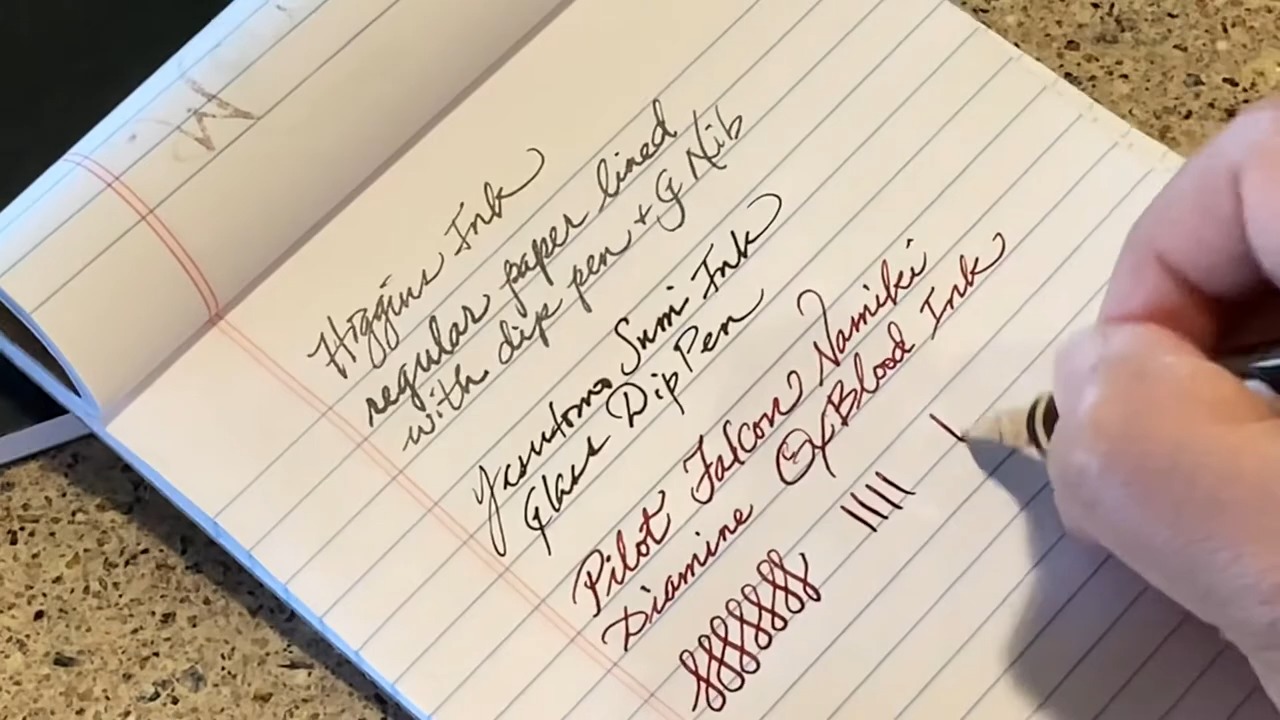 Higgins Ink
regular paper lined
with dip pen + G Nib
Yasutomo Sumi Ink
Glass Dip Pen
Pilot Falcon Namiki
Diamine OxBlood Ink